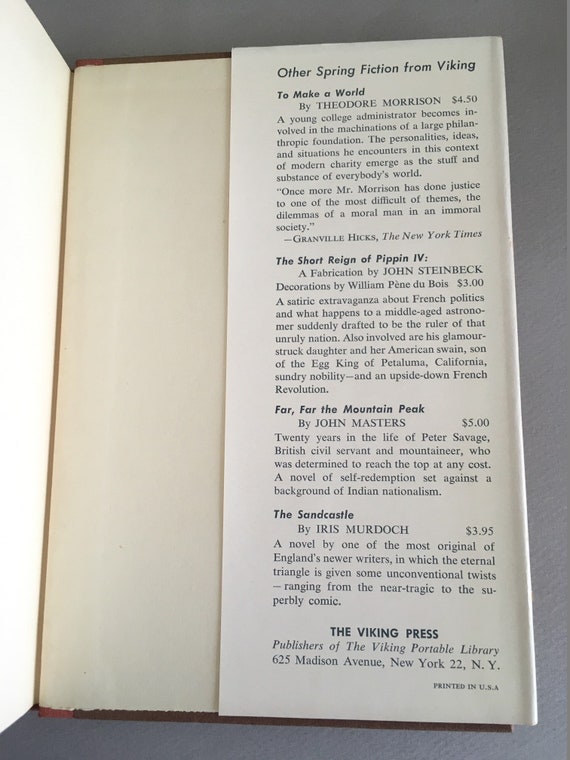 Other Spring Fiction from Viking
To Make a World
By THEODORE MORRISON $4.50
A young college administrator becomes in-
volved in the machinations of a large philan-
thropic foundation. The personalities, ideas,
and situations he encounters in this context
of modern charity emerge as the stuff and
substance of everybody's world.
"Once more Mr. Morrison has done justice
to one of the most difficult of themes, the
dilemmas of a moral man in an immoral
society."
—GRANVILLE HICKS, The New York Times
The Short Reign of Pippin IV:
A Fabrication by JOHN STEINBECK
Decorations by William Pène du Bois $3.00
A satiric extravaganza about French politics
and what happens to a middle-aged astrono-
mer suddenly drafted to be the ruler of that
unruly nation. Also involved are his glamour-
struck daughter and her American swain, son
of the Egg King of Petaluma, California,
sundry nobility—and an upside-down French
Revolution.
Far, Far the Mountain Peak
By JOHN MASTERS $5.00
Twenty years in the life of Peter Savage,
British civil servant and mountaineer, who
was determined to reach the top at any cost.
A novel of self-redemption set against a
background of Indian nationalism.
The Sandcastle
By IRIS MURDOCH $3.95
A novel by one of the most original of
England's newer writers, in which the eternal
triangle is given some unconventional twists
—ranging from the near-tragic to the su-
perbly comic.
THE VIKING PRESS
Publishers of The Viking Portable Library
625 Madison Avenue, New York 22, N. Y.
PRINTED IN U.S.A